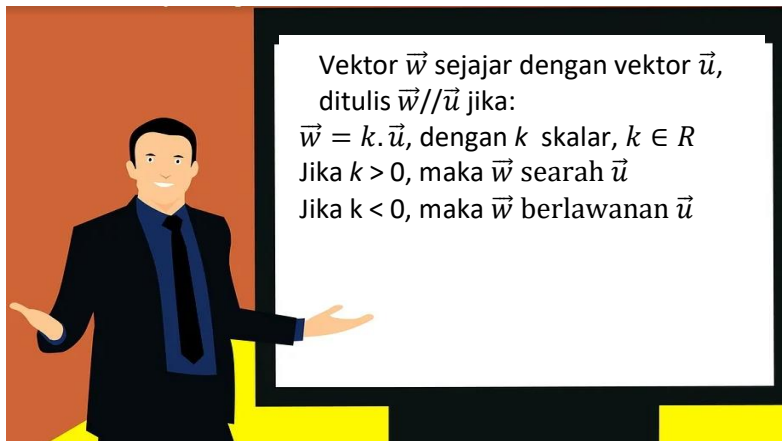 Vektor w⃗ sejajar dengan vektor u⃗,
ditulis w⃗//u⃗ jika:
w⃗ = k. u⃗, dengan k skalar, k ∈ R
Jika k > 0, maka w⃗ searah u⃗
Jika k < 0, maka w⃗ berlawanan u⃗